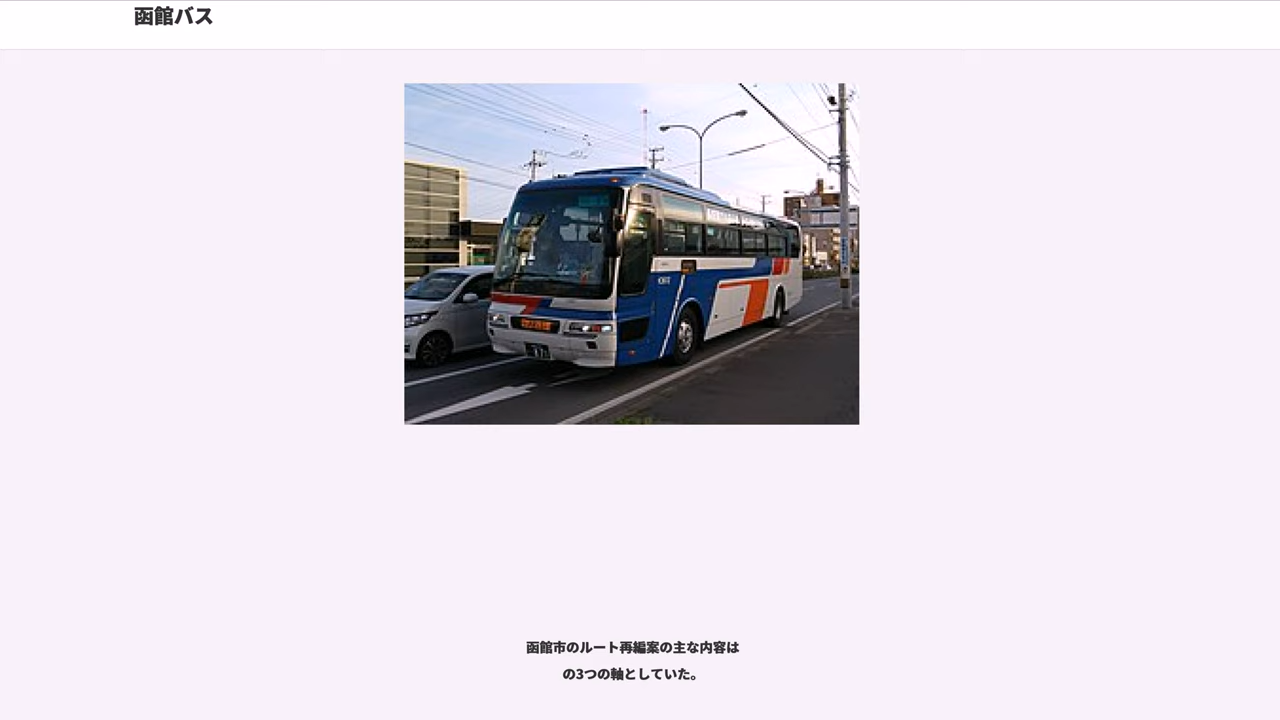 函館バス
函館市のルート再編案の主な内容は
の3つの軸としていた。